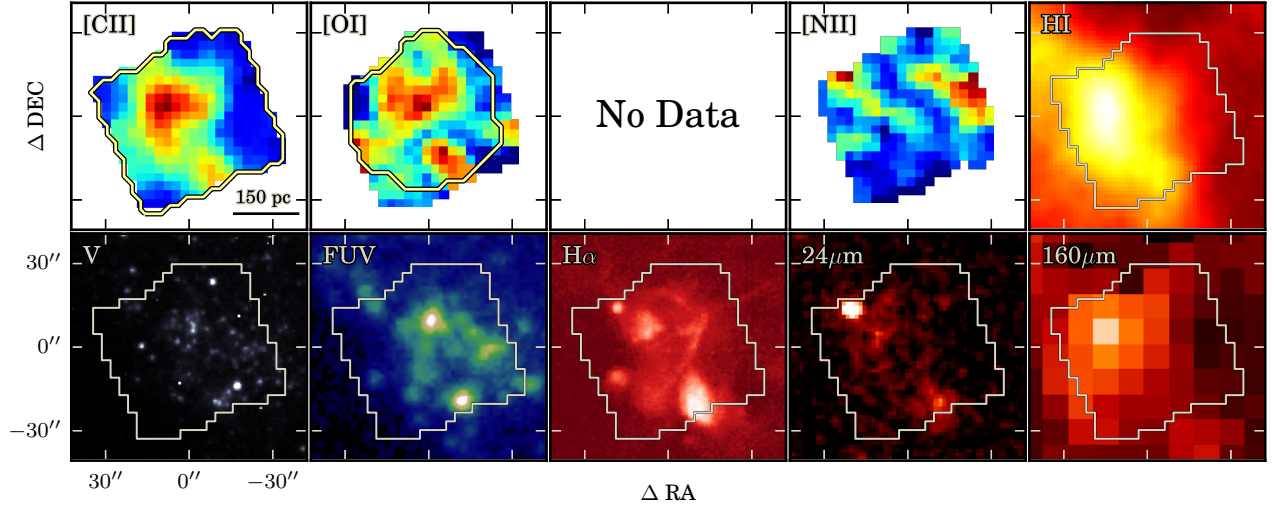 [CII]
[OI]
[NII]
HI
Δ DEC
No Data
150 pc
V
FUV
Hα
24μm
160μm
30″
0″
−30″
30″
0″
−30″
Δ RA